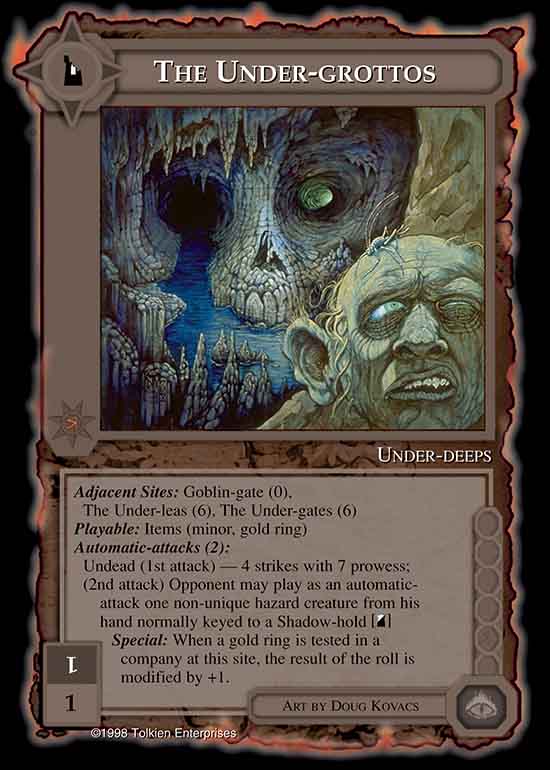 THE UNDER-GROTTOS
UNDER-DEEPS
Adjacent Sites: Goblin-gate (0),
The Under-leas (6), The Under-gates (6)
Playable: Items (minor, gold ring)
Automatic-attacks (2):
Undead (1st attack) — 4 strikes with 7 prowess;
(2nd attack) Opponent may play as an automatic-
attack one non-unique hazard creature from his
hand normally keyed to a Shadow-hold []
Special: When a gold ring is tested in a
company at this site, the result of the roll is
modified by +1.
1
1
ART BY DOUG KOVACS
©1998 Tolkien Enterprises